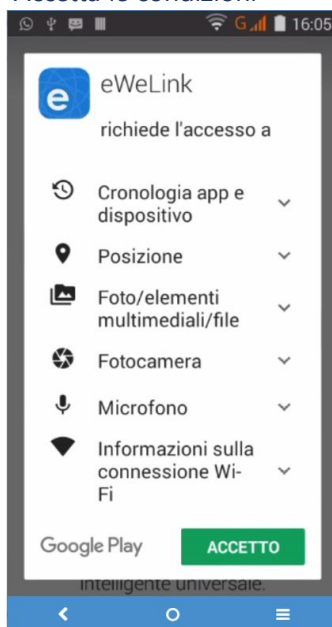 Accetta le condizioni
G
16:05
e
eWeLink
richiede l'accesso a
Cronologia app e
dispositivo
Posizione
Foto/elementi
multimediali/file
Fotocamera
Microfono
Informazioni sulla
connessione Wi-
Fi
Google Play
ACCETTO
intelligente universale.